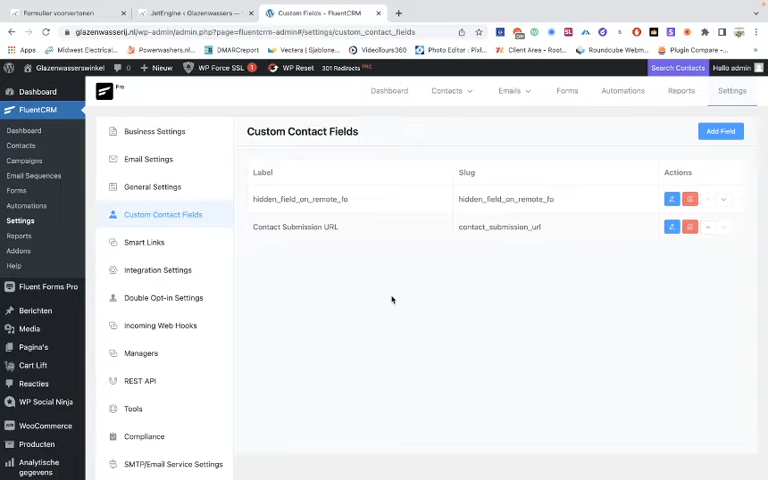 Formulier voorvertonen
JetEngine ‹ Glazenwassers —
Custom Fields – FluentCRM
glazenwasserij.nl/wp-admin/admin.php?page=fluentcrm-admin#/settings/custom_contact_fields
Apps
Midwest Electrical...
Powerwashers.nl...
DMARCreport
Vectera | Sjablone...
VideoTours360
Photo Editor : Pixl...
Client Area - Root...
Roundcube Webm...
Plugin Compare -...
Glazenwasserswinkel
0
Nieuw
WP Force SSL
WP Reset
301 Redirects PRO
Search Contacts
Hallo admin
Dashboard
FluentCRM
Dashboard
Contacts
Campaigns
Email Sequences
Forms
Automations
Settings
Reports
Addons
Help
Fluent Forms Pro
Berichten
Media
Pagina's
Cart Lift
Reacties
WP Social Ninja
WooCommerce
Producten
Analytische
gegevens
Pro
Dashboard
Contacts
Emails
Forms
Automations
Reports
Settings
Business Settings
Email Settings
General Settings
Custom Contact Fields
Smart Links
Integration Settings
Double Opt-in Settings
Incoming Web Hooks
Managers
REST API
Tools
Compliance
SMTP/Email Service Settings
Custom Contact Fields
Add Field
Label
Slug
Actions
hidden_field_on_remote_fo
hidden_field_on_remote_fo
Contact Submission URL
contact_submission_url